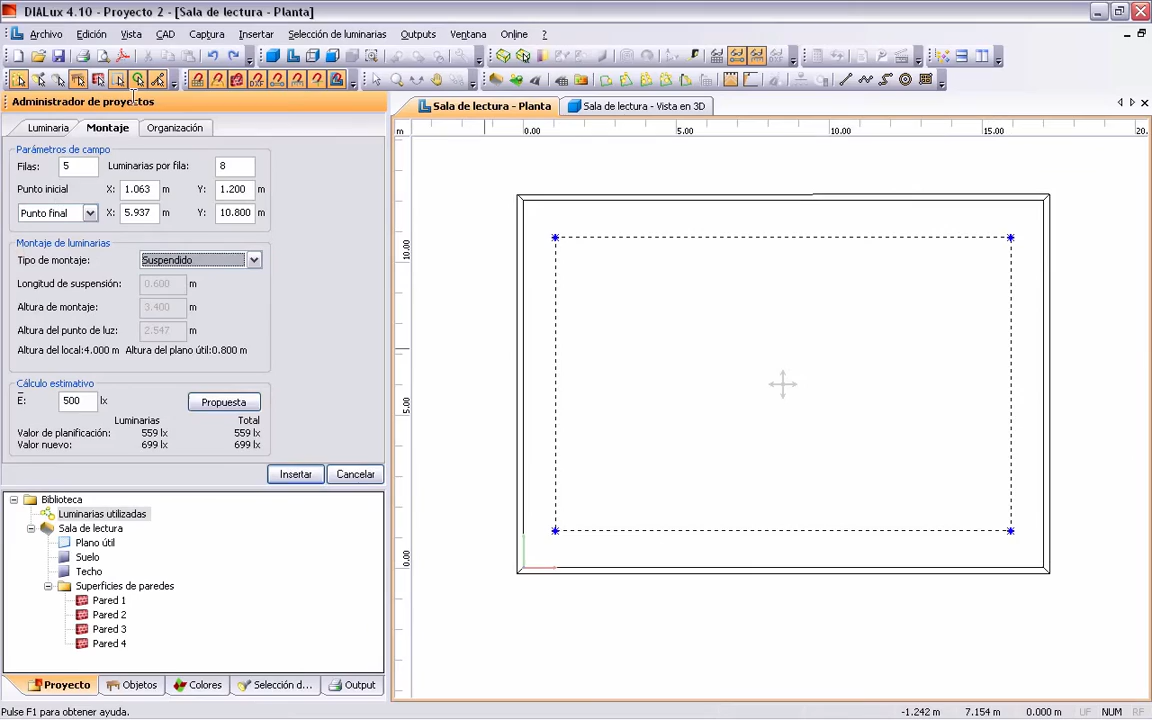 DIALux 4.10 - Proyecto 2 - [Sala de lectura - Planta]
Archivo Edición Vista CAD Captura Insertar Selección de luminarias Outputs Ventana Online ?
Administrador de proyectos
Luminaria Montaje Organización
Parámetros de campo
Filas: 5 Luminarias por fila: 8
Punto inicial X: 1.063 m Y: 1.200 m
Punto final X: 5.937 m Y: 10.800 m
Montaje de luminarias
Tipo de montaje: Suspendido
Longitud de suspensión: 0.600 m
Altura de montaje: 3.400 m
Altura del punto de luz: 2.547 m
Altura del local:4.000 m Altura del plano útil:0.800 m
Cálculo estimativo
E: 500 lx Propuesta
Luminarias Total
Valor de planificación: 559 lx 559 lx
Valor nuevo: 699 lx 699 lx
Insertar Cancelar
Biblioteca
Luminarias utilizadas
Sala de lectura
Plano útil
Suelo
Techo
Superficies de paredes
Pared 1
Pared 2
Pared 3
Pared 4
Proyecto Objetos Colores Selección d... Output
Sala de lectura - Planta Sala de lectura - Vista en 3D
m 0.00 5.00 10.00 15.00 20.
10.00
5.00
0.00
Pulse F1 para obtener ayuda. -1.242 m 7.154 m 0.000 m UF NUM RF